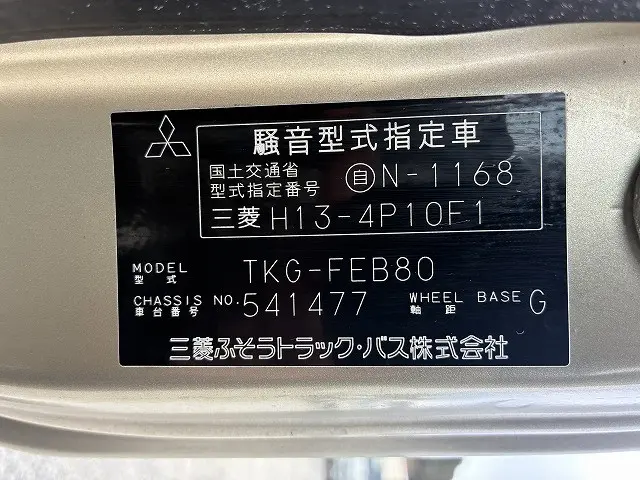 騒音型式指定車
国土交通省
型式指定番号 自N-1168
三菱 H13-4P10F1
MODEL TKG-FEB80
型式
CHASSIS NO. 541477 WHEEL BASE G
車台番号 軸距
三菱ふそうトラック・バス株式会社